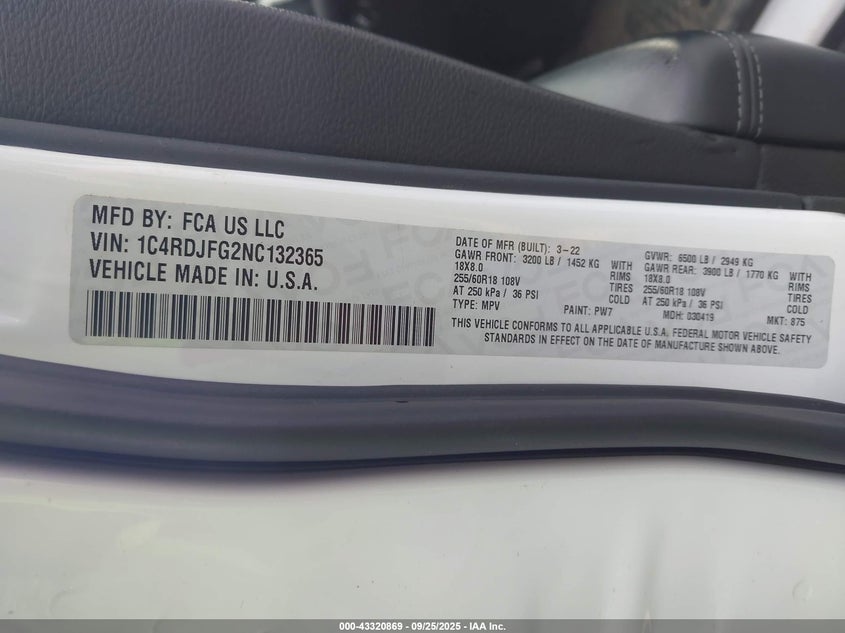 MFD BY: FCA US LLC
VIN: 1C4RDJFG2NC132365
VEHICLE MADE IN: U.S.A.
DATE OF MFR (BUILT): 3-22 GVWR: 6500 LB / 2949 KG
GAWR FRONT: 3200 LB / 1452 KG WITH GAWR REAR: 3900 LB / 1770 KG WITH
18X8.0 RIMS 18X8.0 RIMS
255/60R18 108V TIRES 255/60R18 108V TIRES
AT 250 kPa / 36 PSI COLD AT 250 kPa / 36 PSI COLD
TYPE: MPV PAINT: PW7 MDH: 030419 MKT: 875
THIS VEHICLE CONFORMS TO ALL APPLICABLE U.S.A. FEDERAL MOTOR VEHICLE SAFETY
STANDARDS IN EFFECT ON THE DATE OF MANUFACTURE SHOWN ABOVE.
000-43320869 - 09/25/2025 - IAA Inc.